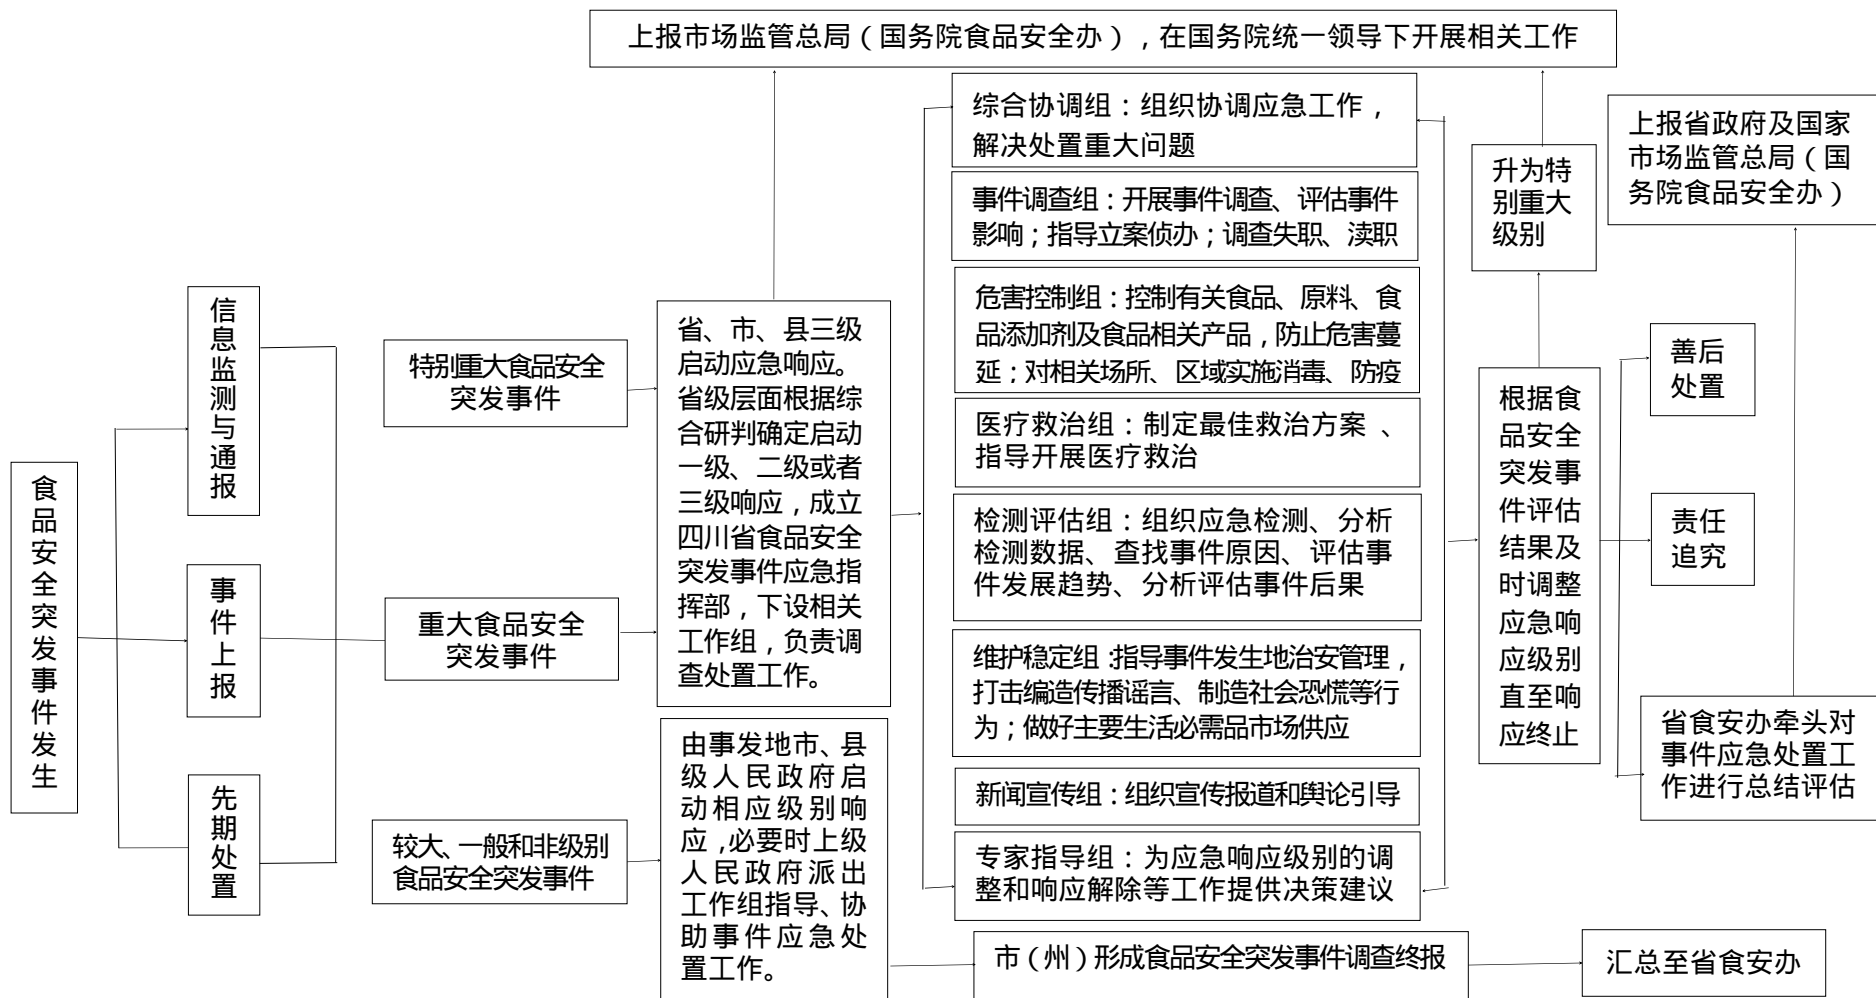 上报市场监管总局（国务院食品安全办），在国务院统一领导下开展相关工作
食品安全突发事件发生
信息监测与通报
事件上报
先期处置
特别重大食品安全
突发事件
重大食品安全
突发事件
较大、一般和非级别
食品安全突发事件
省、市、县三级
启动应急响应。
省级层面根据综
合研判确定启动
一级、二级或者
三级响应，成立
四川省食品安全
突发事件应急指
挥部，下设相关
工作组，负责调
查处置工作。
由事发地市、县
级人民政府启
动相应级别响
应，必要时上级
人民政府派出
工作组指导、协
助事件应急处
置工作。
综合协调组：组织协调应急工作，
解决处置重大问题
事件调查组：开展事件调查、评估事件
影响；指导立案侦办；调查失职、渎职
危害控制组：控制有关食品、原料、食
品添加剂及食品相关产品，防止危害蔓
延；对相关场所、区域实施消毒、防疫
医疗救治组：制定最佳救治方案 、
指导开展医疗救治
检测评估组：组织应急检测、分析
检测数据、查找事件原因、评估事
件发展趋势、分析评估事件后果
维护稳定组：指导事件发生地治安管理，
打击编造传播谣言、制造社会恐慌等行
为；做好主要生活必需品市场供应
新闻宣传组：组织宣传报道和舆论引导
专家指导组：为应急响应级别的调
整和响应解除等工作提供决策建议
市（州）形成食品安全突发事件调查终报
汇总至省食安办
升为特
别重大
级别
根据食
品安全
突发事
件评估
结果及
时调整
应急响
应级别
直至响
应终止
上报省政府及国家
市场监管总局（国
务院食品安全办）
善后
处置
责任
追究
省食安办牵头对
事件应急处置工
作进行总结评估